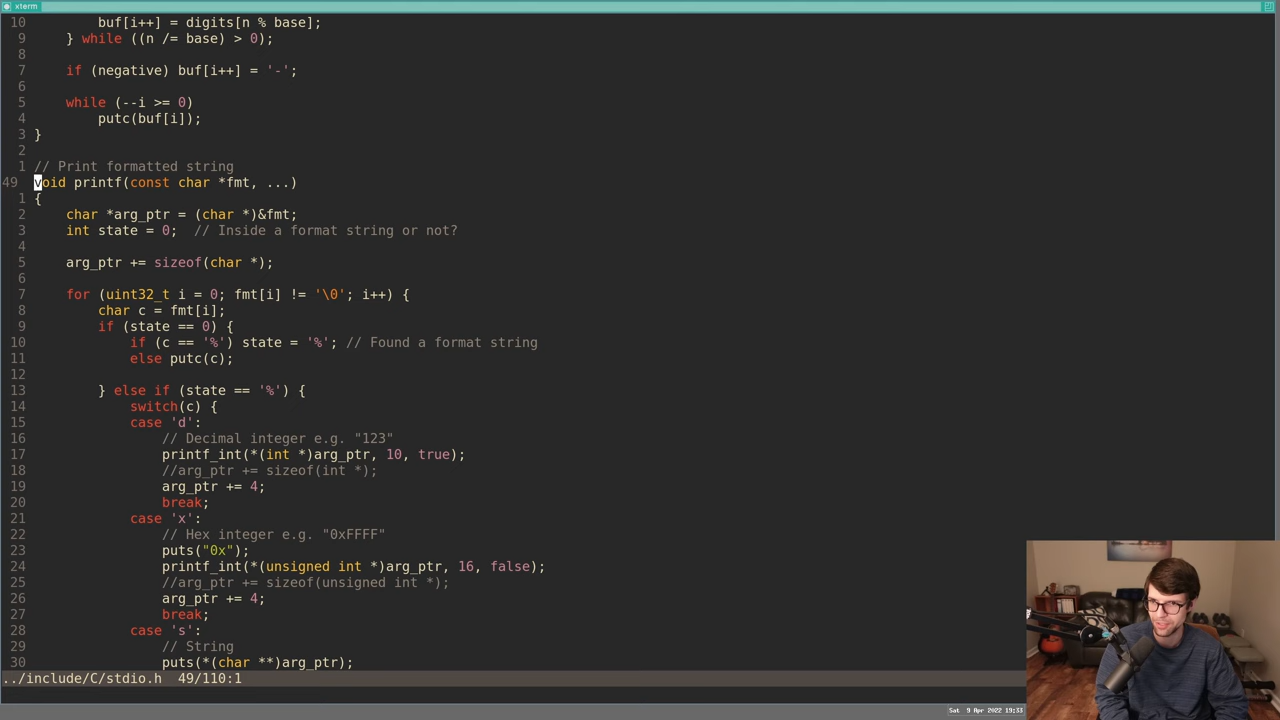 xterm
10 buf[i++] = digits[n % base];
9 } while ((n /= base) > 0);
8
7 if (negative) buf[i++] = '-';
6
5 while (--i >= 0)
4 putc(buf[i]);
3 }
2
1 // Print formatted string
49 void printf(const char *fmt, ...)
1 {
2 char *arg_ptr = (char *)&fmt;
3 int state = 0; // Inside a format string or not?
4
5 arg_ptr += sizeof(char *);
6
7 for (uint32_t i = 0; fmt[i] != '\0'; i++) {
8 char c = fmt[i];
9 if (state == 0) {
10 if (c == '%') state = '%'; // Found a format string
11 else putc(c);
12
13 } else if (state == '%') {
14 switch(c) {
15 case 'd':
16 // Decimal integer e.g. "123"
17 printf_int(*(int *)arg_ptr, 10, true);
18 //arg_ptr += sizeof(int *);
19 arg_ptr += 4;
20 break;
21 case 'x':
22 // Hex integer e.g. "0xFFFF"
23 puts("0x");
24 printf_int(*(unsigned int *)arg_ptr, 16, false);
25 //arg_ptr += sizeof(unsigned int *);
26 arg_ptr += 4;
27 break;
28 case 's':
29 // String
30 puts(*(char **)arg_ptr);
../include/C/stdio.h 49/110:1
Sat 9 Apr 2022 19:33